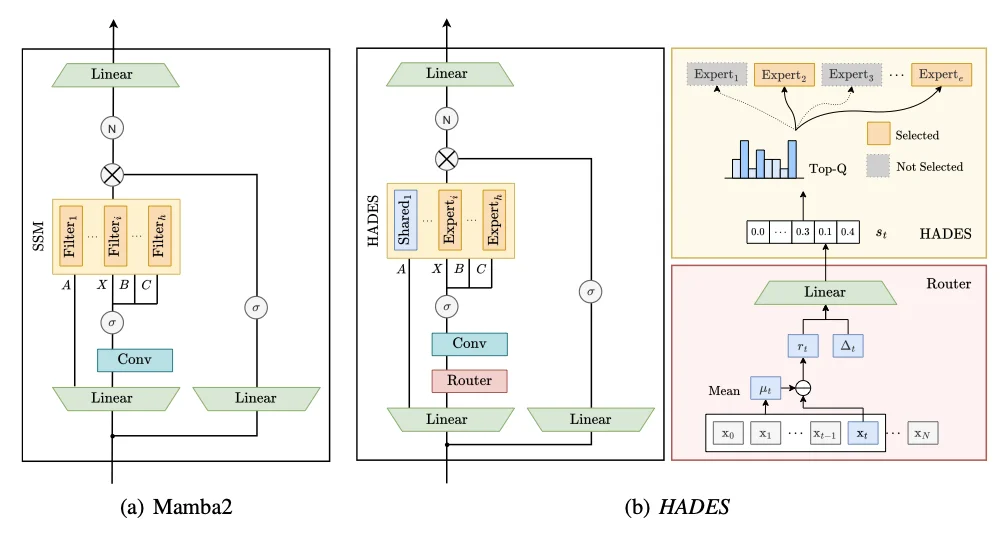 Linear
N
SSM
Filter₁ ... Filterᵢ ... Filterₕ
A X B C
σ
σ
Conv
Linear
Linear
(a) Mamba2
Linear
N
HADES
Shared₁ ... Expertᵢ ... Expertₕ
A X B C
σ
σ
Conv
Router
Linear
Linear
Expert₁ Expert₂ Expert₃ ... Expertₑ
Selected
Not Selected
Top-Q
0.0 ... 0.3 0.1 0.4 sₜ
HADES
Router
Linear
rₜ Δₜ
Mean μₜ
x₀ x₁ ... xₜ₋₁ xₜ ... x_N
(b) HADES